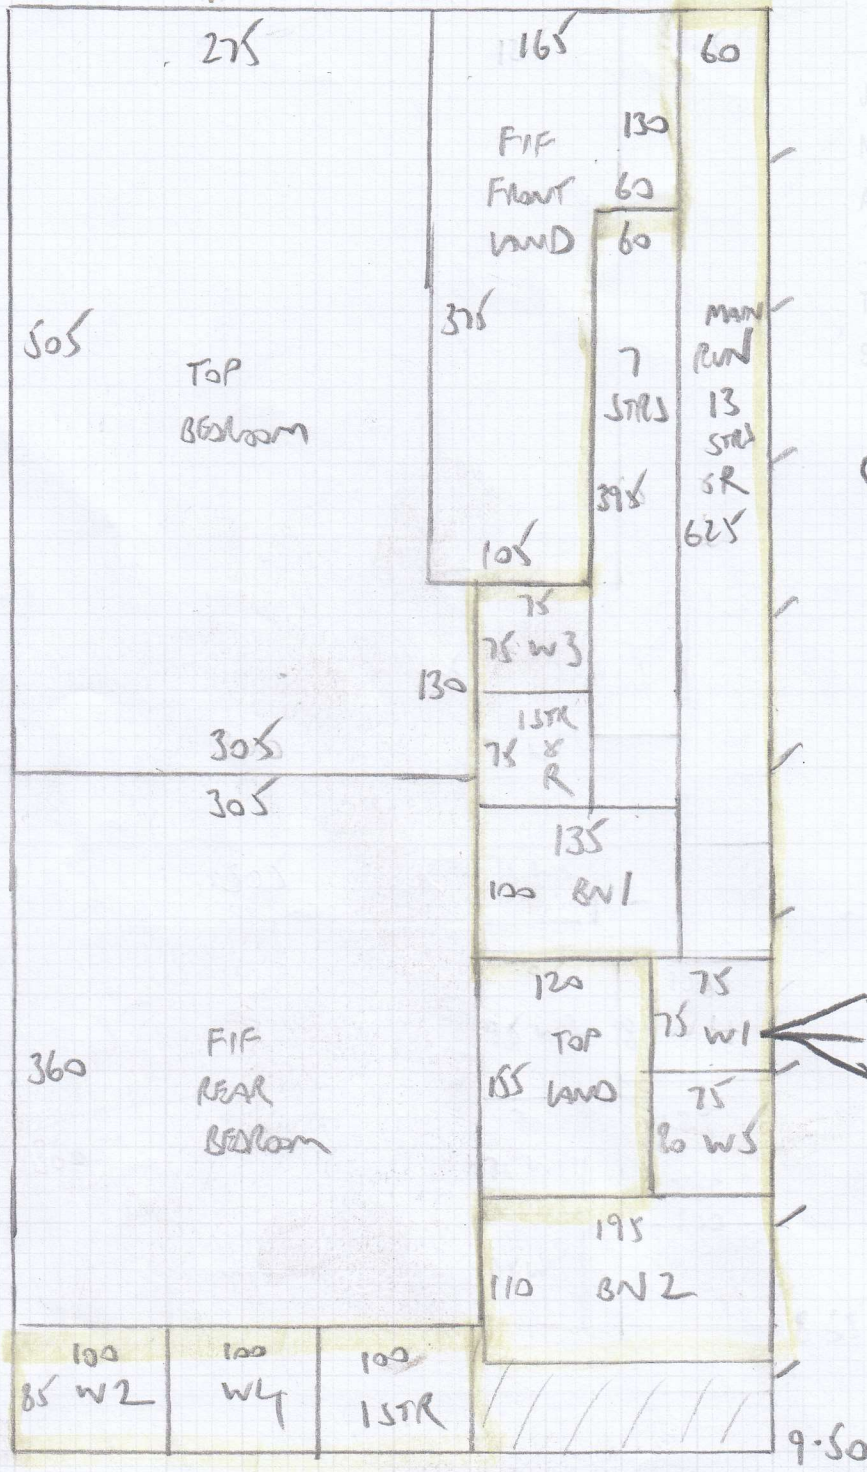 275
165
60
130
F/F
FRONT
LAND
60
60
505
375
TOP
BEDROOM
7
STRS
395
MAIN
RUN
13
STRS
SR
625
105
75
75 W3
130
1STR
75 &
R
305
305
135
100 BN1
120
TOP
155 LAND
75
75 W1
75
80 W5
360
F/F
REAR
BEDROOM
195
110 BN2
100
85 W2
100
W4
100
1STR
9.50